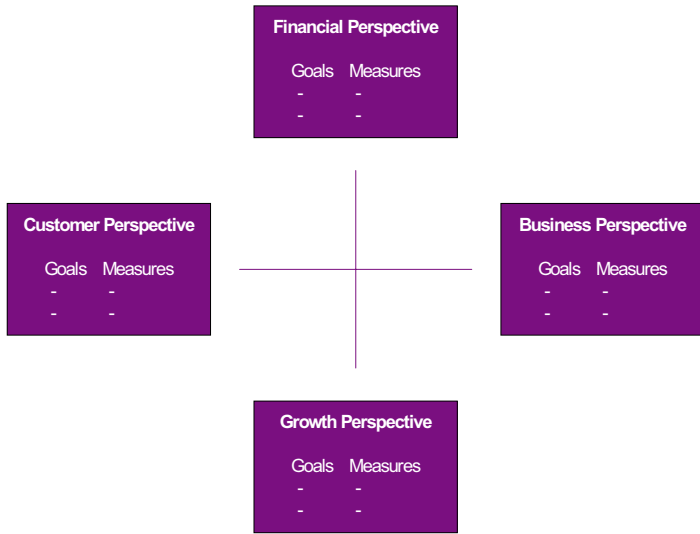 Financial Perspective
Goals Measures
- -
- -
Customer Perspective
Goals Measures
- -
- -
Business Perspective
Goals Measures
- -
- -
Growth Perspective
Goals Measures
- -
- -